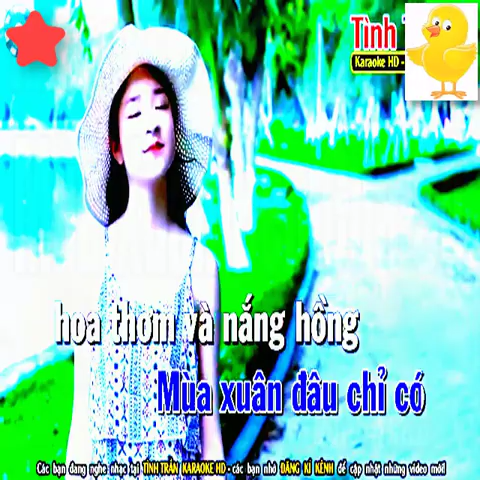 Tình
Karaoke HD -
hoa thơm và nắng hồng
Mùa xuân đâu chỉ có
Các bạn đang nghe nhạc tại TÌNH TRẦN KARAOKE HD - các bạn nhớ ĐĂNG KÍ KÊNH để cập nhật những video mới!